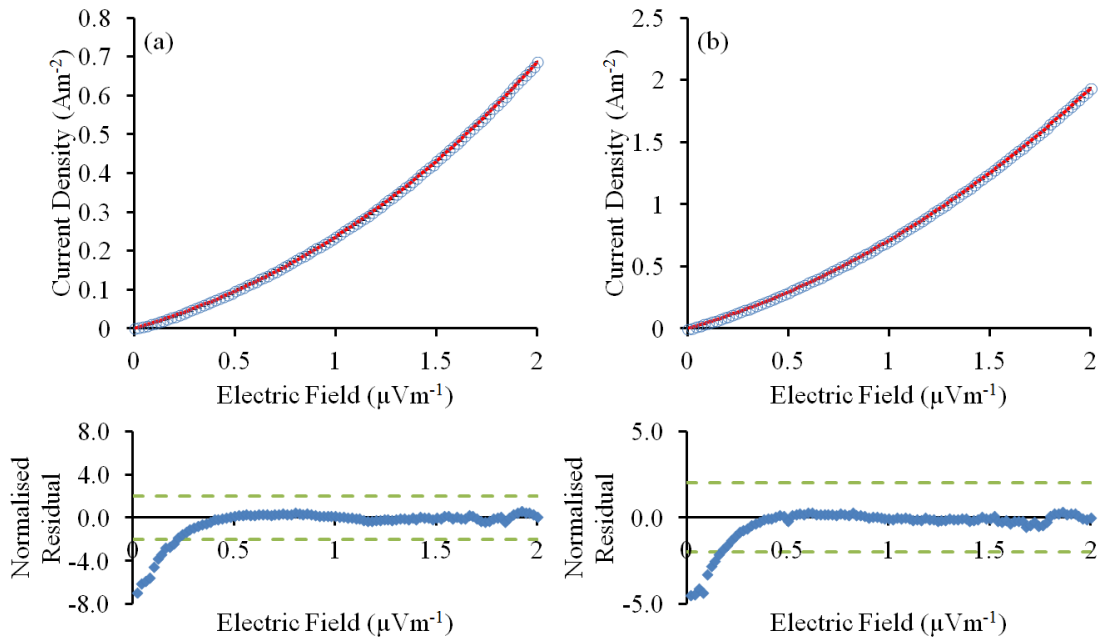 (a)
Current Density (Am-2)
0.8
0.7
0.6
0.5
0.4
0.3
0.2
0.1
0
0 0.5 1 1.5 2
Electric Field (µVm-1)
(b)
Current Density (Am-2)
2.5
2
1.5
1
0.5
0
0 0.5 1 1.5 2
Electric Field (µVm-1)
Normalised
Residual
8.0
4.0
0.0
-4.0
-8.0
0 0.5 1 1.5 2
Electric Field (µVm-1)
Normalised
Residual
5.0
0.0
-5.0
0 0.5 1 1.5 2
Electric Field (µVm-1)